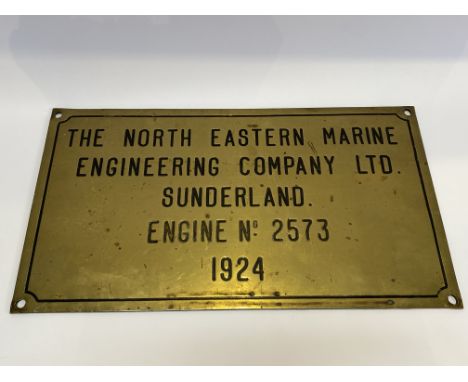 THE NORTH EASTERN MARINE
ENGINEERING COMPANY LTD.
SUNDERLAND.
ENGINE Nº 2573
1924